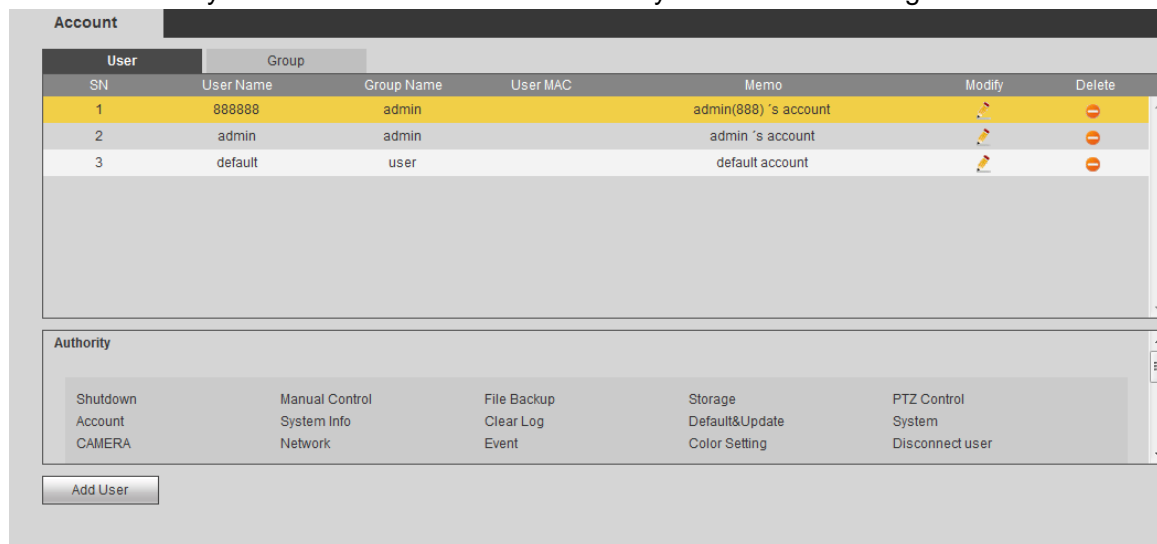 Account
User Group
SN User Name Group Name User MAC Memo Modify Delete
1 888888 admin admin(888) ´s account
2 admin admin admin ´s account
3 default user default account
Authority
Shutdown Manual Control File Backup Storage PTZ Control
Account System Info Clear Log Default&Update System
CAMERA Network Event Color Setting Disconnect user
Add User